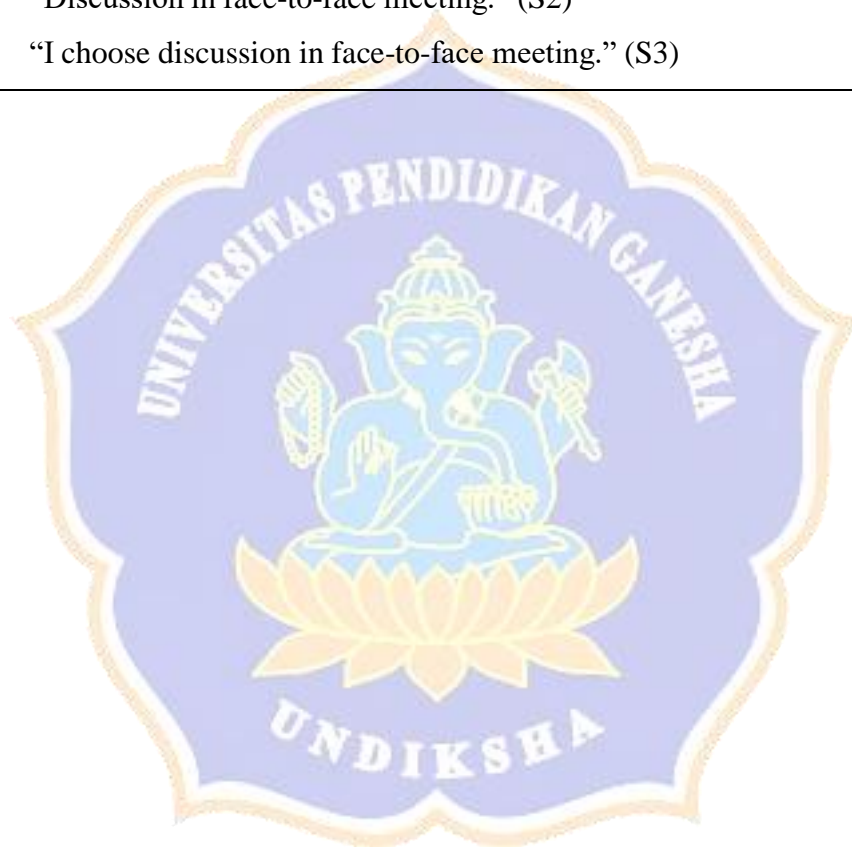 Discussion in face-to-face meeting.” (S2)
“I choose discussion in face-to-face meeting.” (S3)
UNIVERSITAS PENDIDIKAN GANESHA
UNDIKSHA